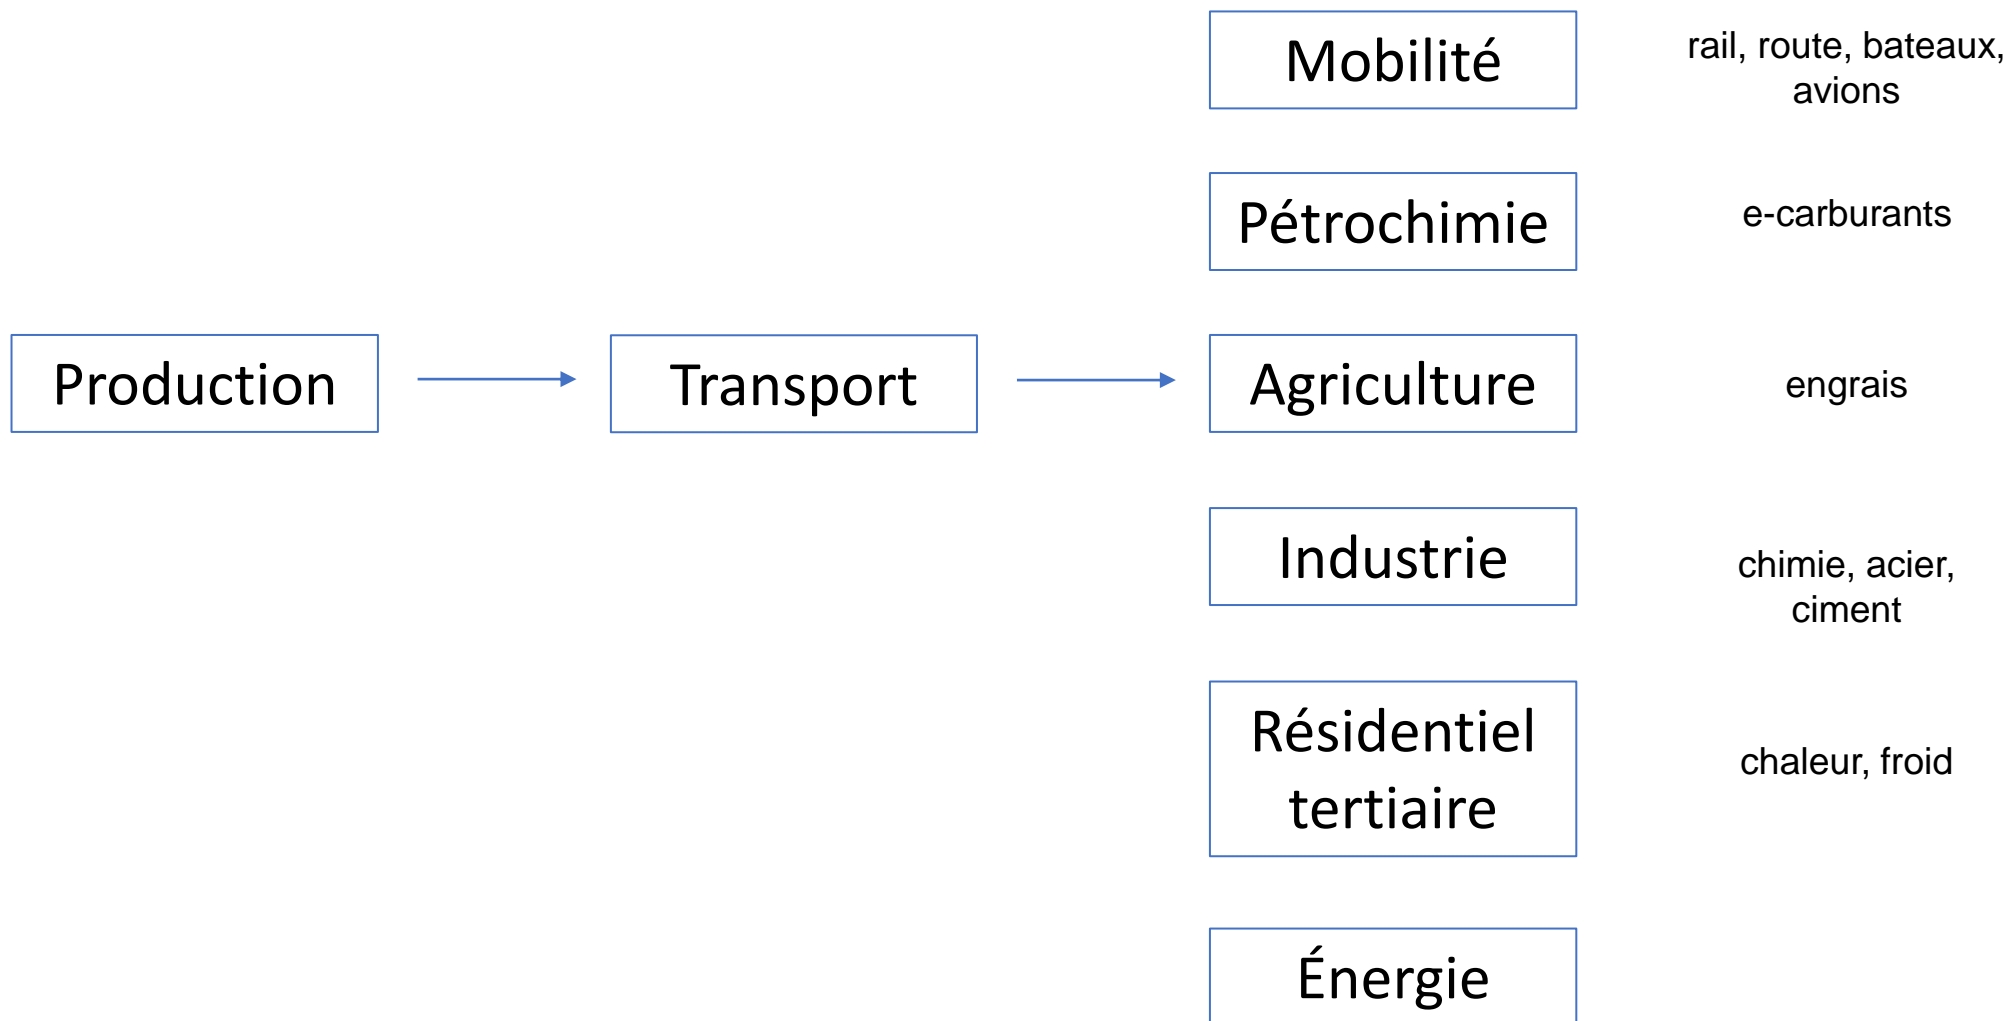 Mobilité
rail, route, bateaux,
avions
Pétrochimie
e-carburants
Production
Transport
Agriculture
engrais
Industrie
chimie, acier,
ciment
Résidentiel
tertiaire
chaleur, froid
Énergie